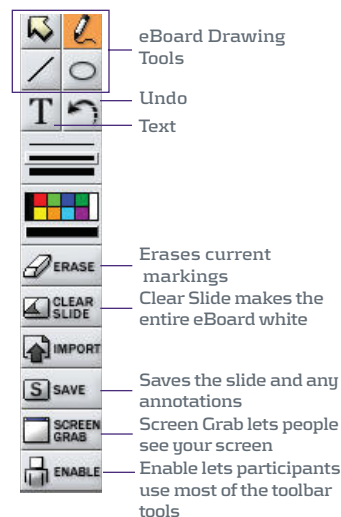 eBoard Drawing
Tools
Undo
T
Text
ERASE
Erases current
markings
CLEAR
SLIDE
Clear Slide makes the
entire eBoard white
IMPORT
S SAVE
Saves the slide and any
annotations
SCREEN
GRAB
Screen Grab lets people
see your screen
ENABLE
Enable lets participants
use most of the toolbar
tools